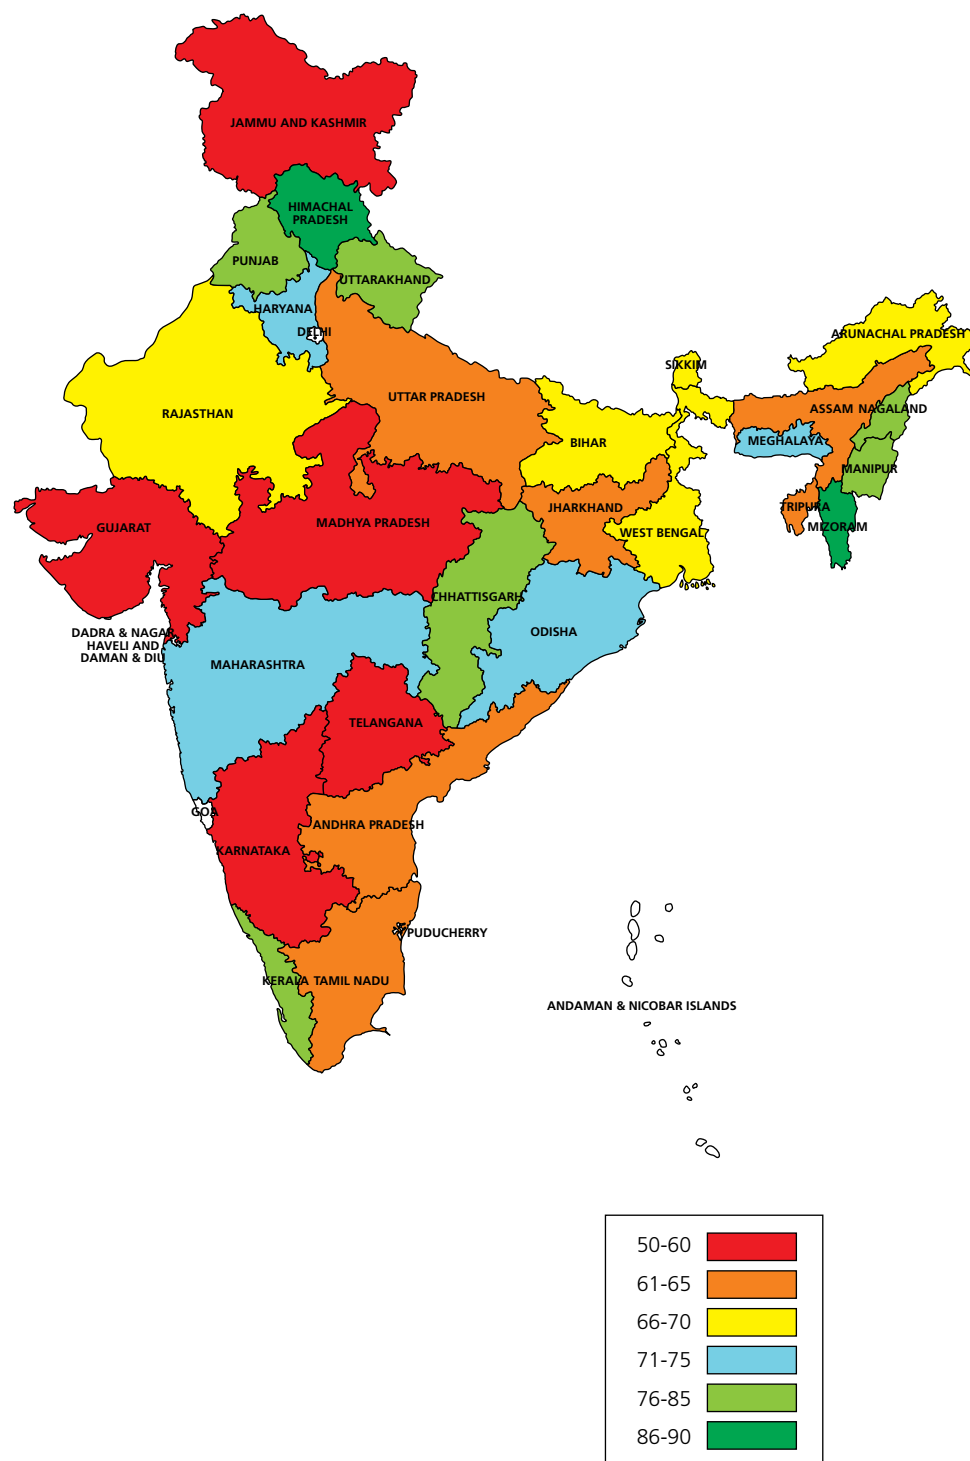 JAMMU AND KASHMIR
HIMACHAL
PRADESH
PUNJAB
UTTARAKHAND
HARYANA
DELHI
ARUNACHAL PRADESH
SIKKIM
UTTAR PRADESH
RAJASTHAN
ASSAM
NAGALAND
BIHAR
MEGHALAYA
MANIPUR
JHARKHAND
TRIPURA
MADHYA PRADESH
GUJARAT
MIZORAM
WEST BENGAL
CHHATTISGARH
DADRA & NAGAR
HAVELI AND
DAMAN & DIU
ODISHA
MAHARASHTRA
TELANGANA
GOA
ANDHRA PRADESH
KARNATAKA
PUDUCHERRY
KERALA
TAMIL NADU
ANDAMAN & NICOBAR ISLANDS
50-60
61-65
66-70
71-75
76-85
86-90